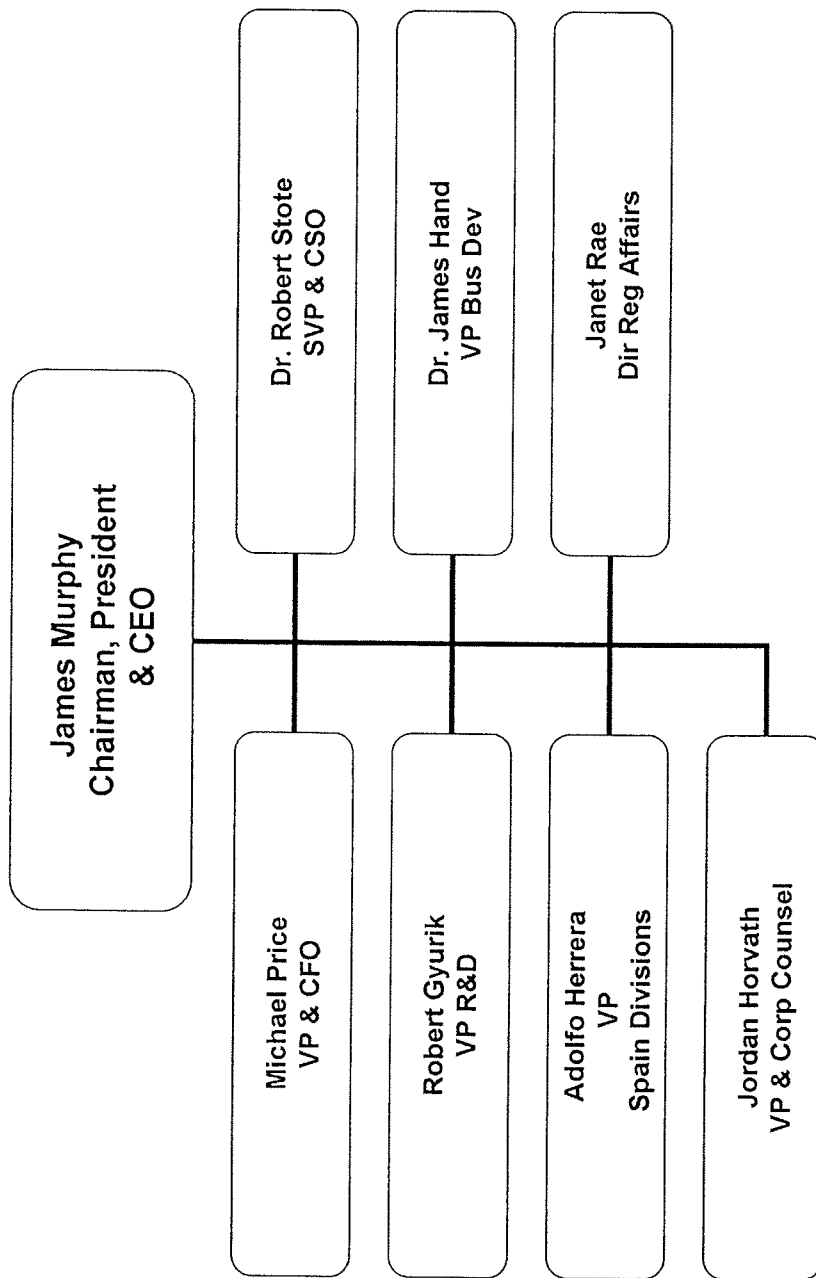 James Murphy
Chairman, President
& CEO
Michael Price
VP & CFO
Dr. Robert Stote
SVP & CSO
Robert Gyurik
VP R&D
Dr. James Hand
VP Bus Dev
Adolfo Herrera
VP
Spain Divisions
Janet Rae
Dir Reg Affairs
Jordan Horvath
VP & Corp Counsel